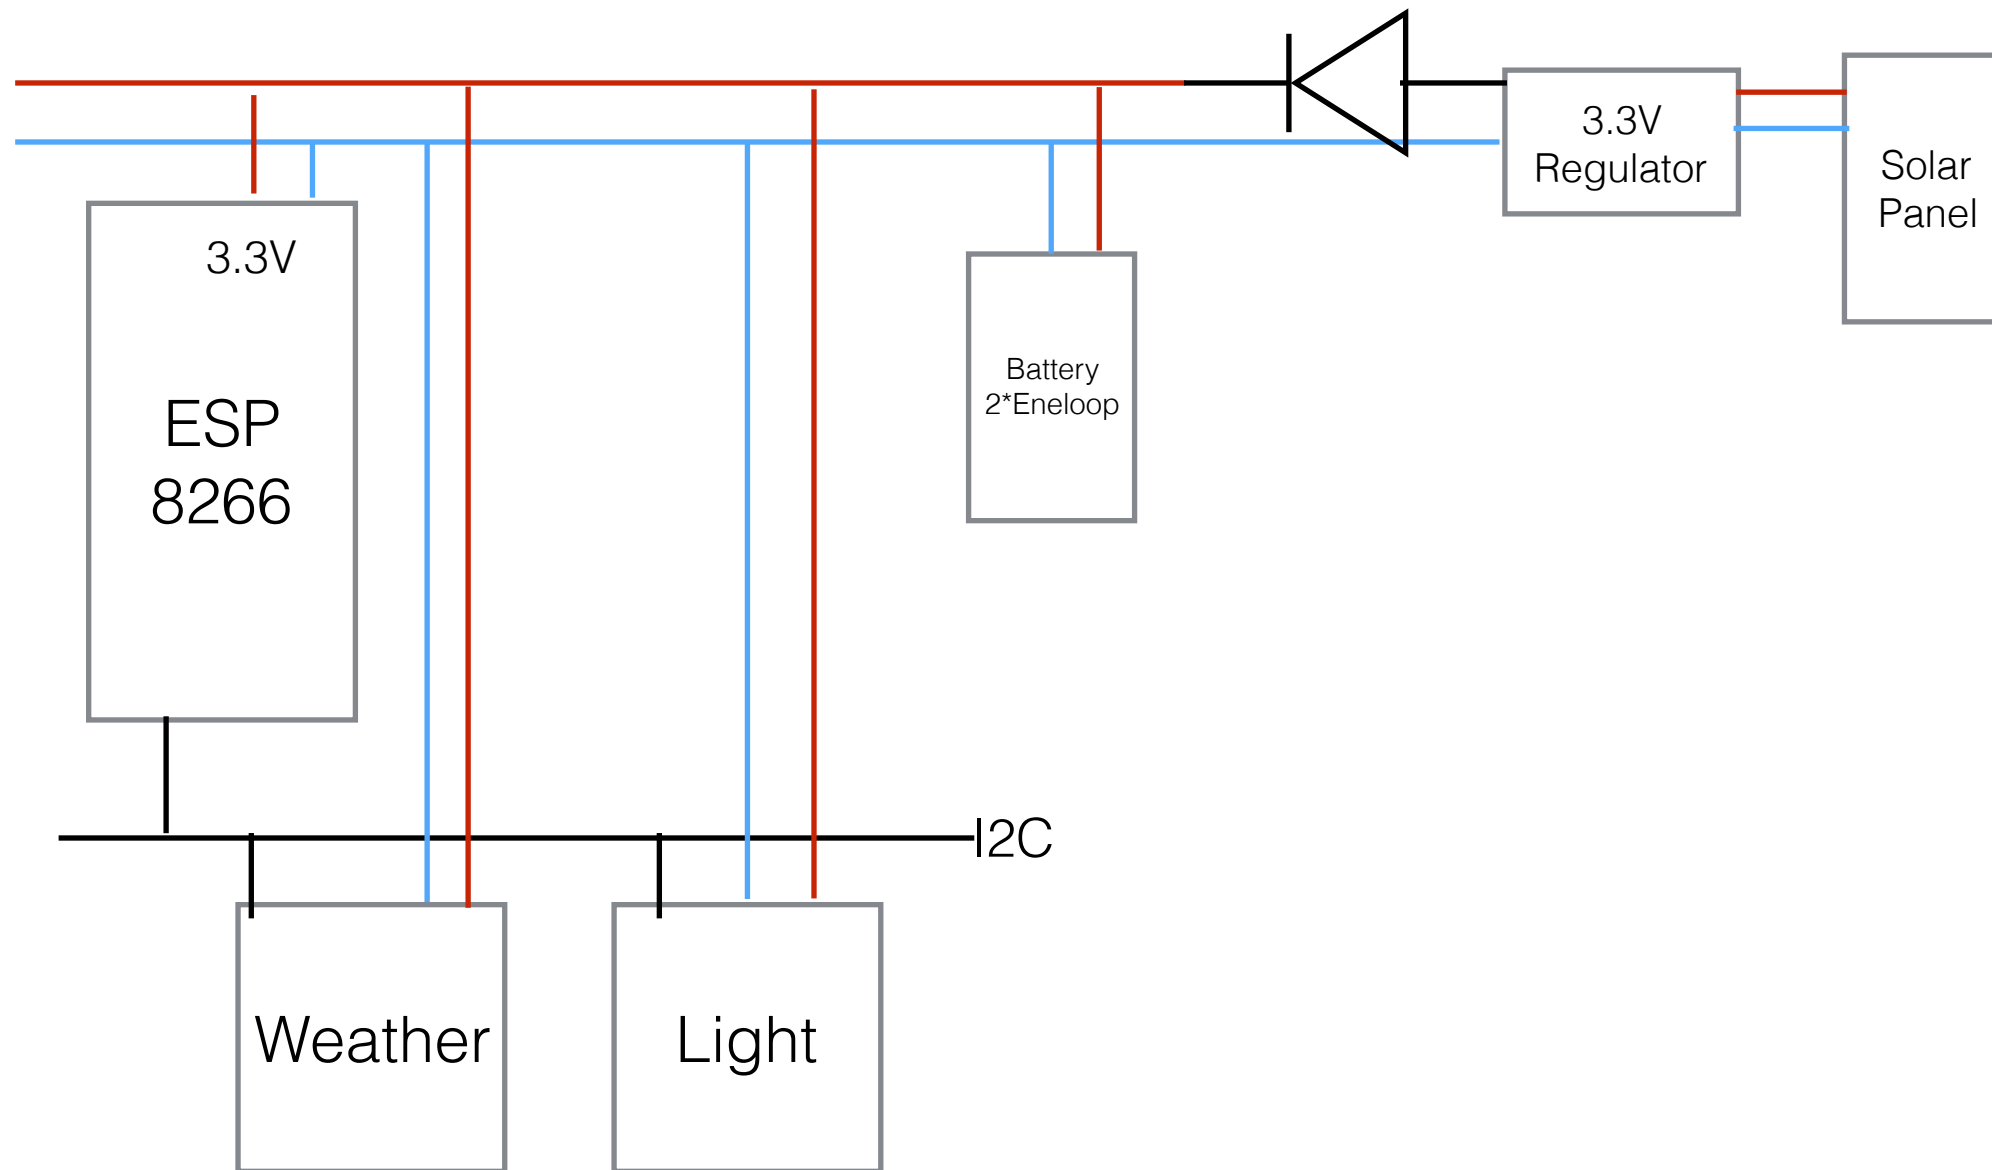 3.3V
Regulator
Solar
Panel
3.3V
ESP
8266
Battery
2*Eneloop
I2C
Weather
Light